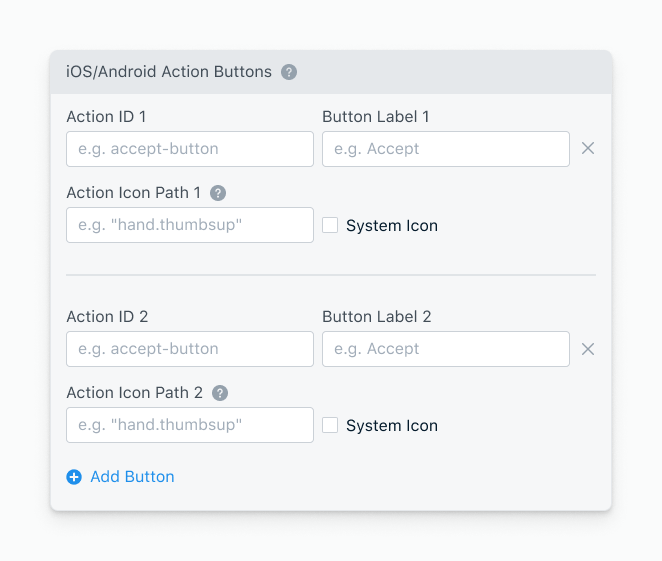 iOS/Android Action Buttons ?
Action ID 1 Button Label 1
e.g. accept-button e.g. Accept
Action Icon Path 1 ?
e.g. "hand.thumbsup" System Icon
Action ID 2 Button Label 2
e.g. accept-button e.g. Accept
Action Icon Path 2 ?
e.g. "hand.thumbsup" System Icon
Add Button